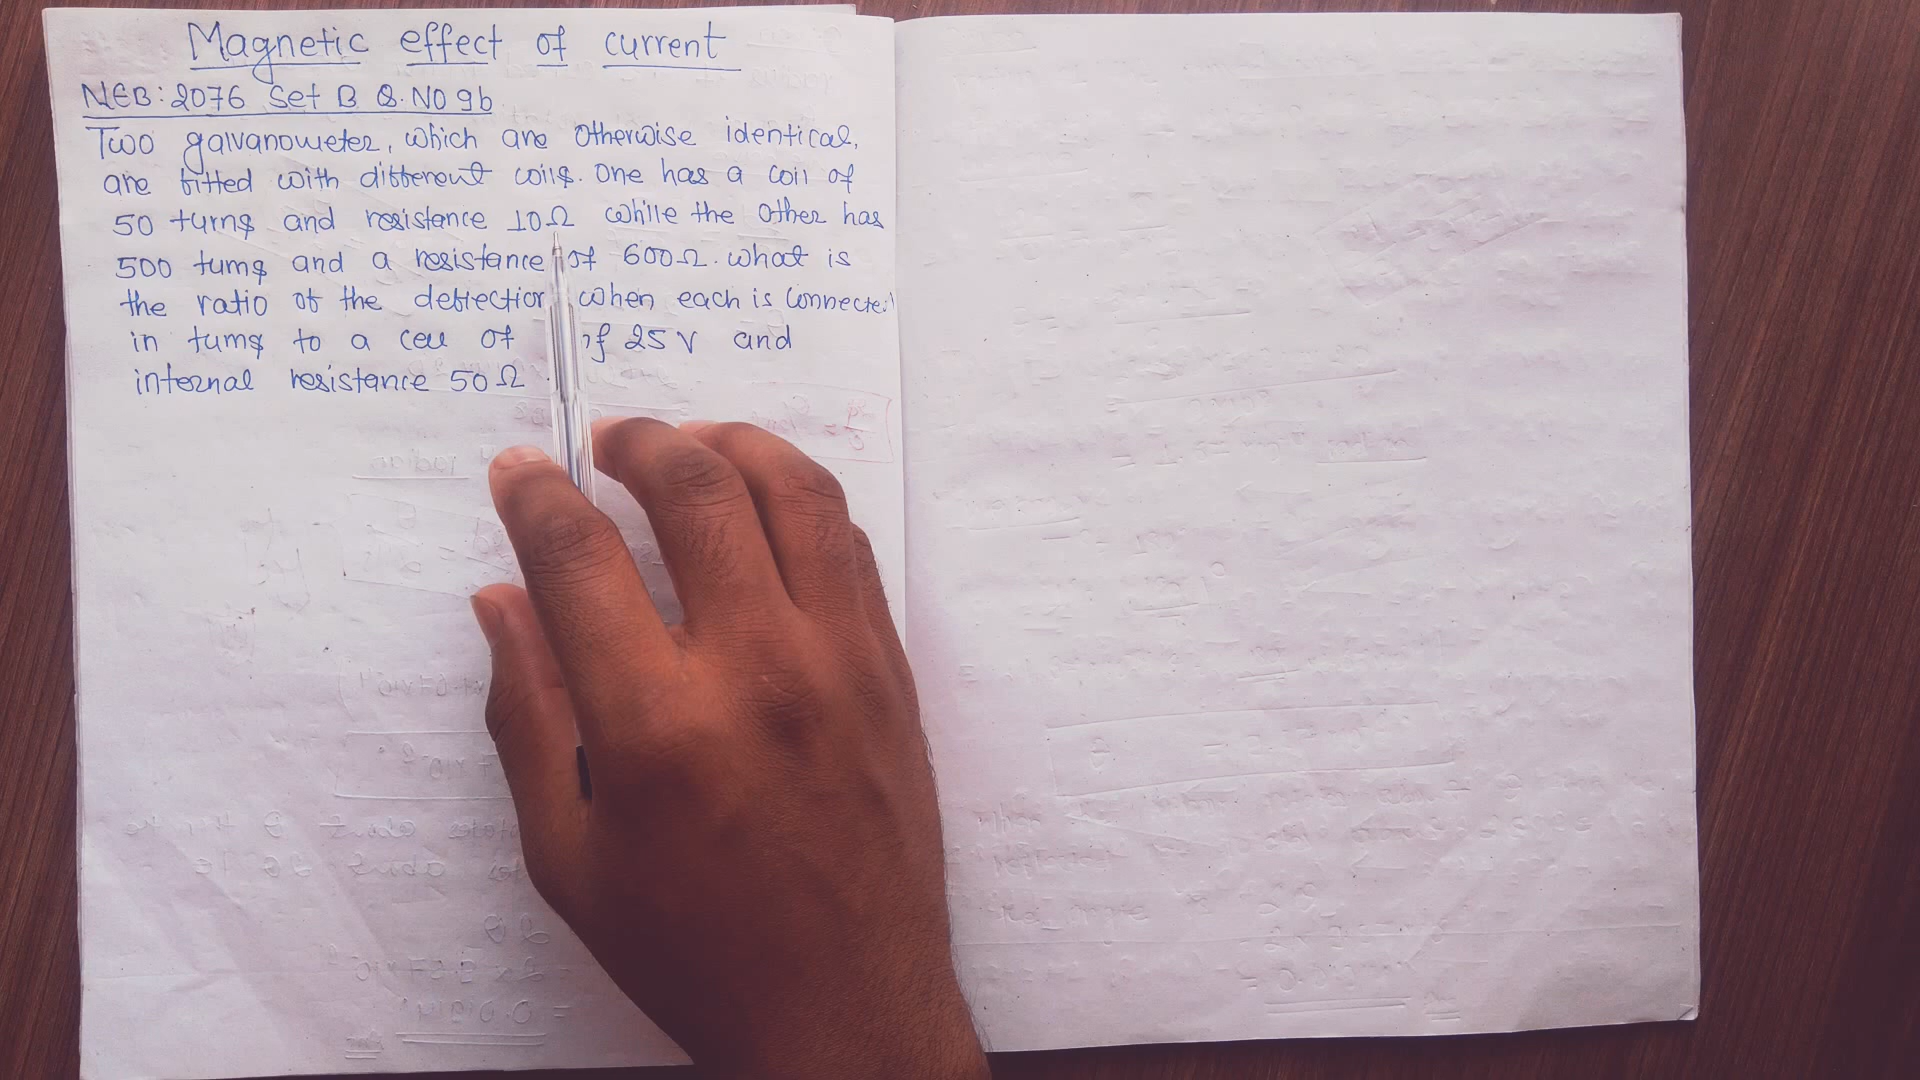 Magnetic effect of current
NEB: 2076 Set B Q. NO 9b
Two galvanometer, which are otherwise identical,
are fitted with different coils. One has a coil of
50 turns and resistance 10Ω while the other has
500 turns and a resistance of 600Ω. what is
the ratio of the deflection when each is connected
in turns to a cell of 25 V and
internal resistance 50Ω